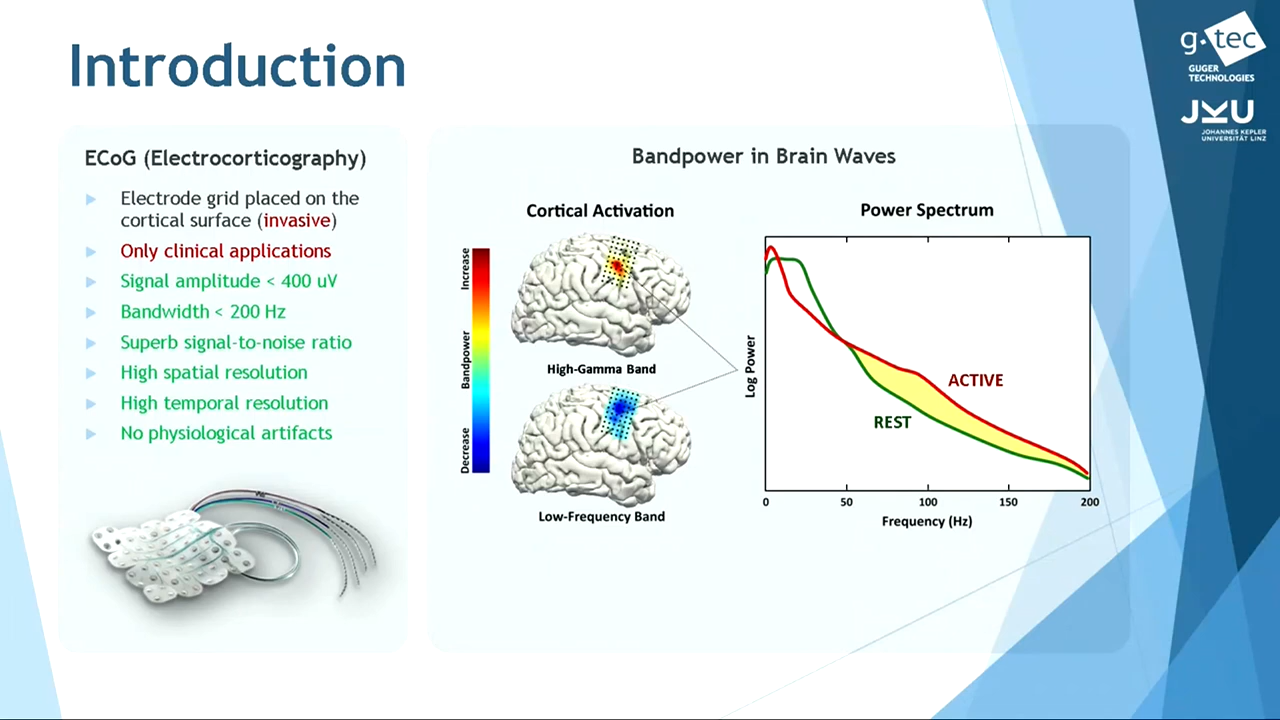 Introduction
g.tec
GUGER
TECHNOLOGIES
JKU
JOHANNES KEPLER
UNIVERSITÄT LINZ
ECoG (Electrocorticography)
Electrode grid placed on the
cortical surface (invasive)
Only clinical applications
Signal amplitude < 400 uV
Bandwidth < 200 Hz
Superb signal-to-noise ratio
High spatial resolution
High temporal resolution
No physiological artifacts
Bandpower in Brain Waves
Cortical Activation
Increase
Bandpower
Decrease
High-Gamma Band
Low-Frequency Band
Power Spectrum
Log Power
ACTIVE
REST
0 50 100 150 200
Frequency (Hz)